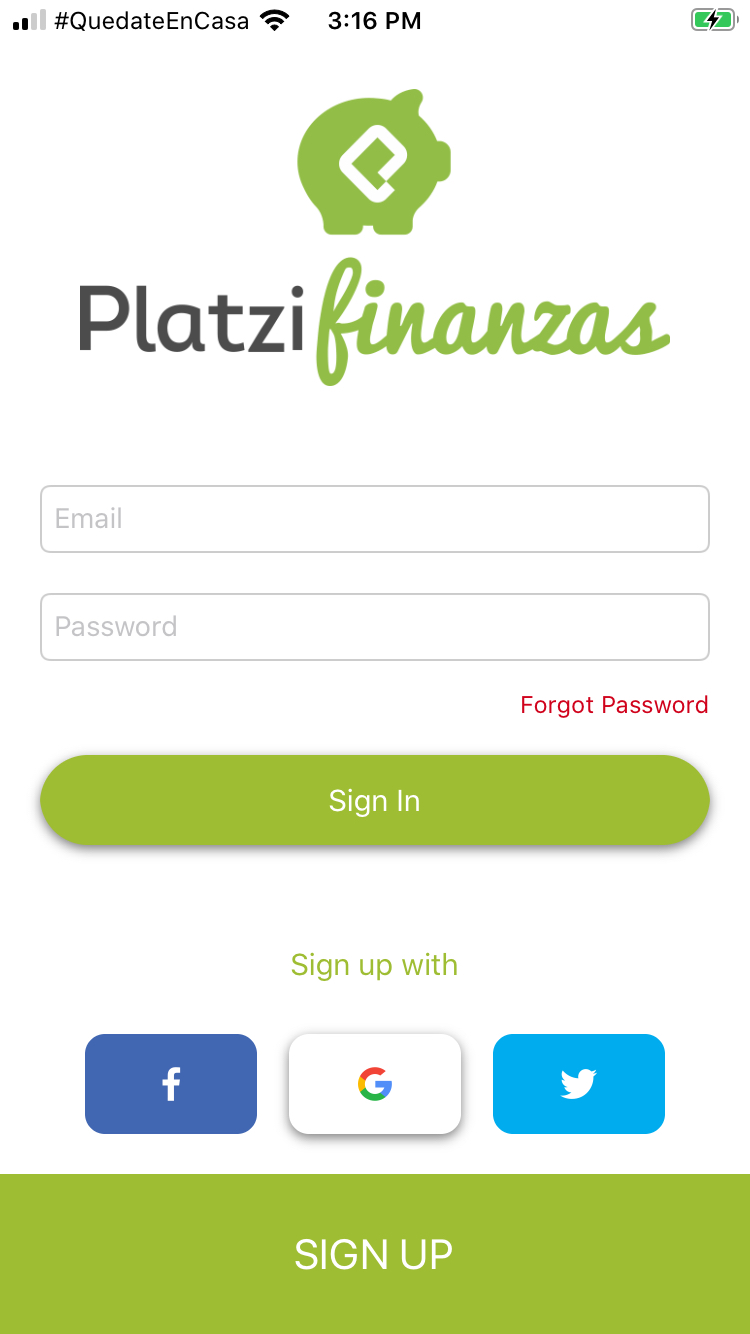 #QuedateEnCasa 3:16 PM
Platzi finanzas
Email
Password
Forgot Password
Sign In
Sign up with
SIGN UP